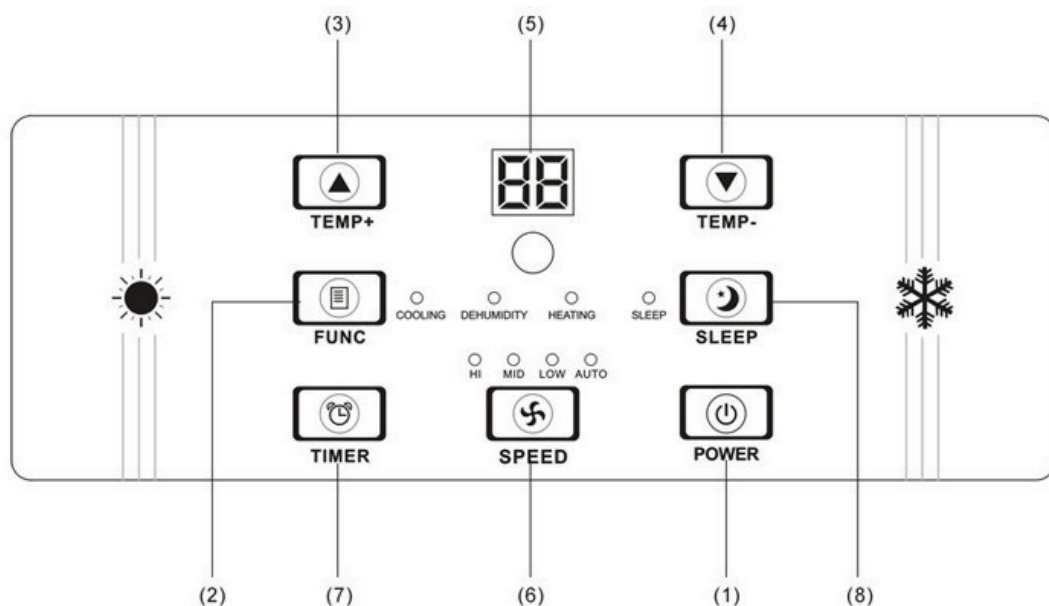 (3) (5) (4)
88
TEMP+ TEMP-
COOLING DEHUMIDITY HEATING SLEEP
FUNC SLEEP
HI MID LOW AUTO
TIMER SPEED POWER
(2) (7) (6) (1) (8)